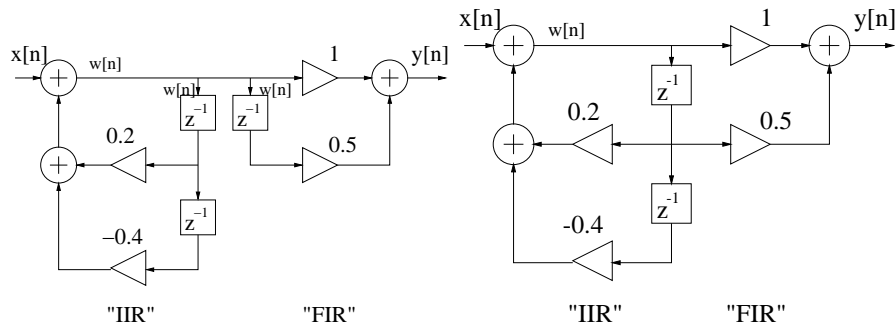 x[n]
w[n]
1
y[n]
w[n]
w[n]
z⁻¹
z⁻¹
0.2
0.5
z⁻¹
−0.4
"IIR"
"FIR"
x[n]
w[n]
1
y[n]
z⁻¹
0.2
0.5
z⁻¹
-0.4
"IIR"
"FIR"